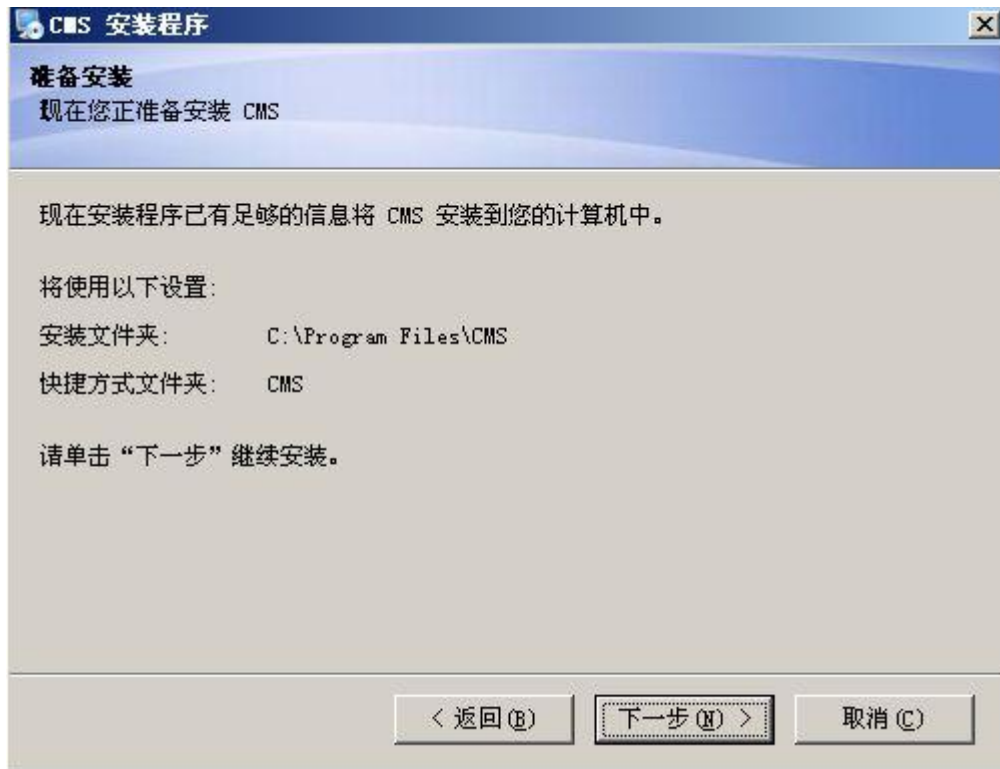 CMS 安装程序
准备安装
现在您正准备安装 CMS
现在安装程序已有足够的信息将 CMS 安装到您的计算机中。
将使用以下设置:
安装文件夹: C:\Program Files\CMS
快捷方式文件夹: CMS
请单击“下一步”继续安装。
< 返回(B) 下一步(N) > 取消(C)